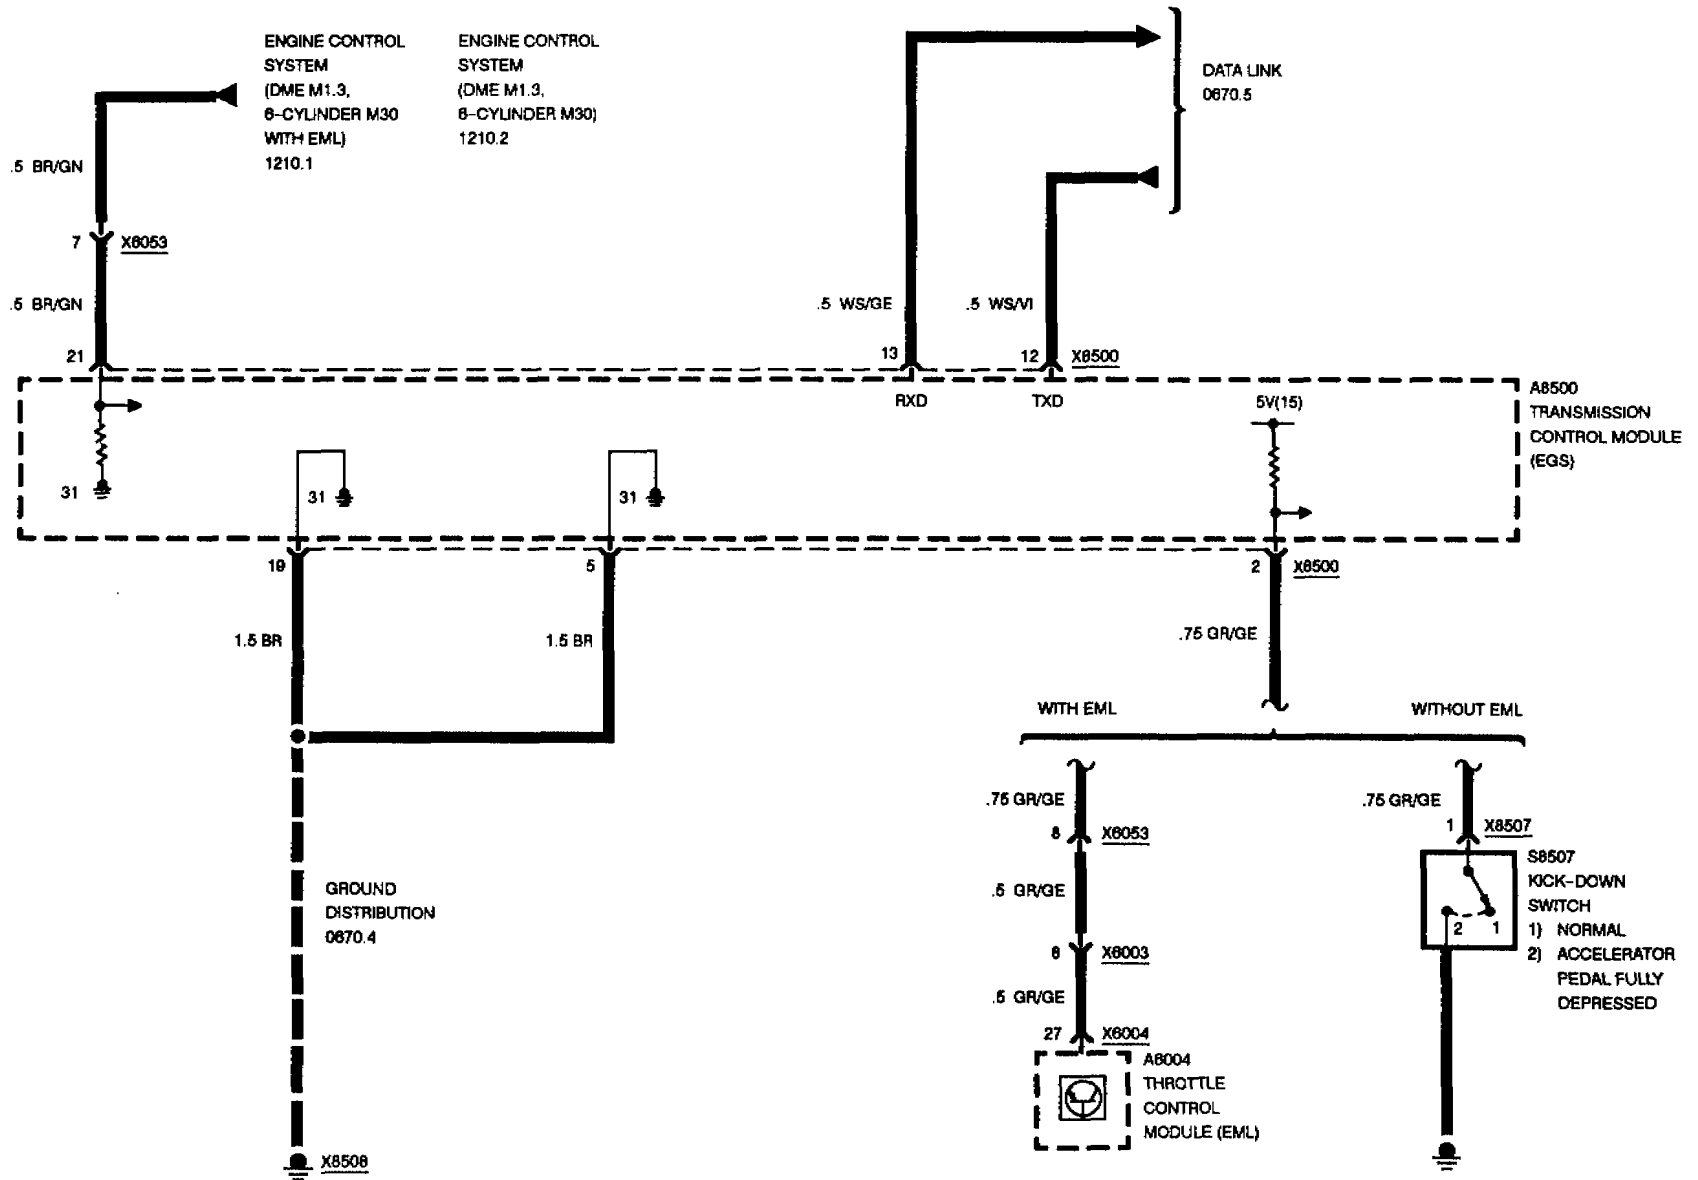 ENGINE CONTROL
SYSTEM
(DME M1.3,
6-CYLINDER M30
WITH EML)
1210.1
ENGINE CONTROL
SYSTEM
(DME M1.3,
6-CYLINDER M30)
1210.2
DATA LINK
0670.5
.5 BR/GN
7 X6053
.5 BR/GN
.5 WS/GE
.5 WS/VI
21
13
12 X8500
RXD
TXD
5V(15)
A8500
TRANSMISSION
CONTROL MODULE
(EGS)
31
31
31
19
5
2 X8500
1.5 BR
1.5 BR
.75 GR/GE
WITH EML
WITHOUT EML
.75 GR/GE
.75 GR/GE
8 X6053
1 X8507
S8507
KICK-DOWN
SWITCH
1) NORMAL
2) ACCELERATOR
PEDAL FULLY
DEPRESSED
2 1
.5 GR/GE
GROUND
DISTRIBUTION
0670.4
6 X6003
.5 GR/GE
27 X6004
A6004
THROTTLE
CONTROL
MODULE (EML)
X8508